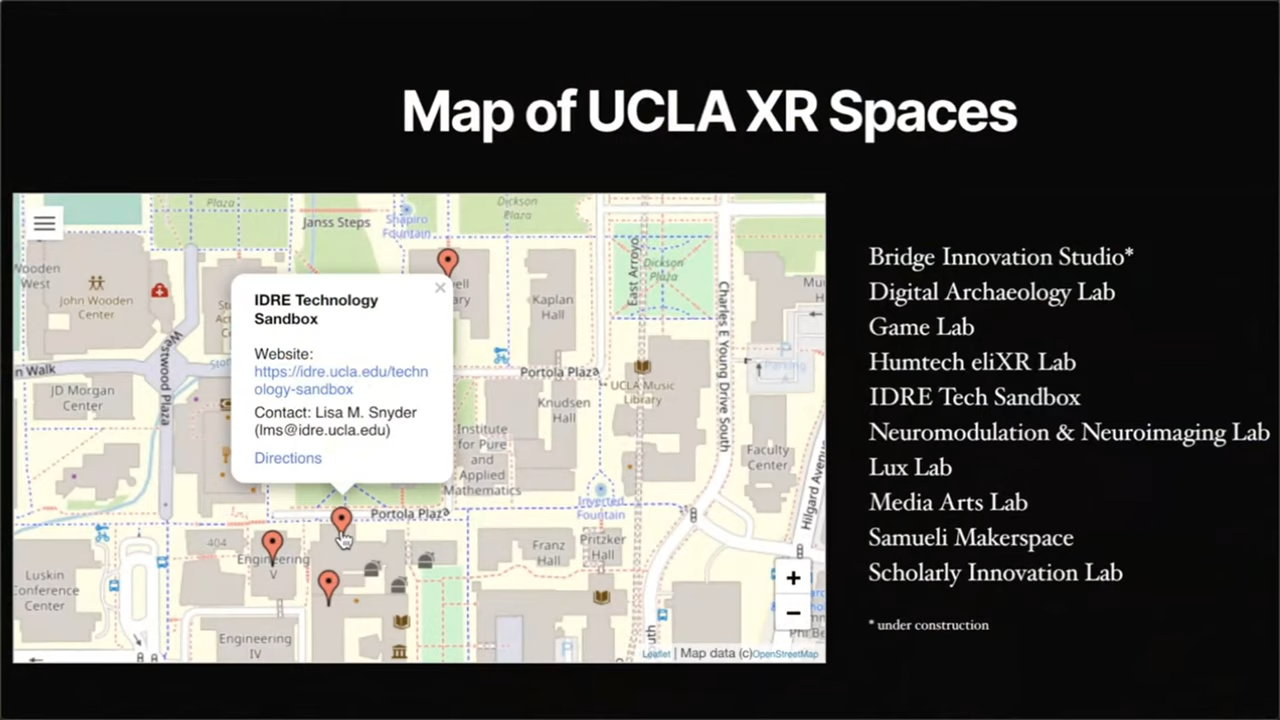 Map of UCLA XR Spaces
Plaza
Janss Steps
Shapiro
Fountain
Dickson
Plaza
Wooden
West
John Wooden
Center
IDRE Technology
Sandbox
Website:
https://idre.ucla.edu/techn
ology-sandbox
Contact: Lisa M. Snyder
(lms@idre.ucla.edu)
Directions
Kaplan
Hall
East Arroyo
Dickson
Plaza
Charles E Young Drive South
Parking
n Walk
Westwood Plaza
JD Morgan
Center
Portola Plaza
UCLA Music
Library
Knudsen
Hall
Institute
for Pure
and
Applied
Mathematics
Faculty
Center
Hilgard Avenue
Inverted
Fountain
Portola Plaza
404
Engineering
V
Franz
Hall
Pritzker
Hall
Luskin
Conference
Center
Engineering
IV
+
−
uth
Leaflet | Map data (c)OpenStreetMap
Bridge Innovation Studio*
Digital Archaeology Lab
Game Lab
Humtech eliXR Lab
IDRE Tech Sandbox
Neuromodulation & Neuroimaging Lab
Lux Lab
Media Arts Lab
Samueli Makerspace
Scholarly Innovation Lab
* under construction